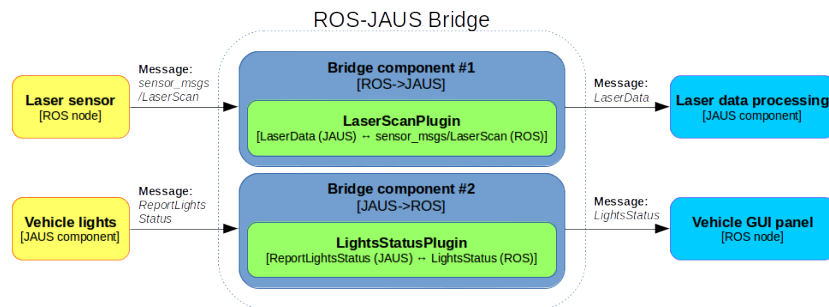 ROS-JAUS Bridge
Message:
sensor_msgs
/LaserScan
Laser sensor
[ROS node]
Bridge component #1
[ROS->JAUS]
LaserScanPlugin
[LaserData (JAUS) ↔ sensor_msgs/LaserScan (ROS)]
Message:
LaserData
Laser data processing
[JAUS component]
Message:
ReportLights
Status
Vehicle lights
[JAUS component]
Bridge component #2
[JAUS->ROS]
LightsStatusPlugin
[ReportLightsStatus (JAUS) ↔ LightsStatus (ROS)]
Message:
LightsStatus
Vehicle GUI panel
[ROS node]